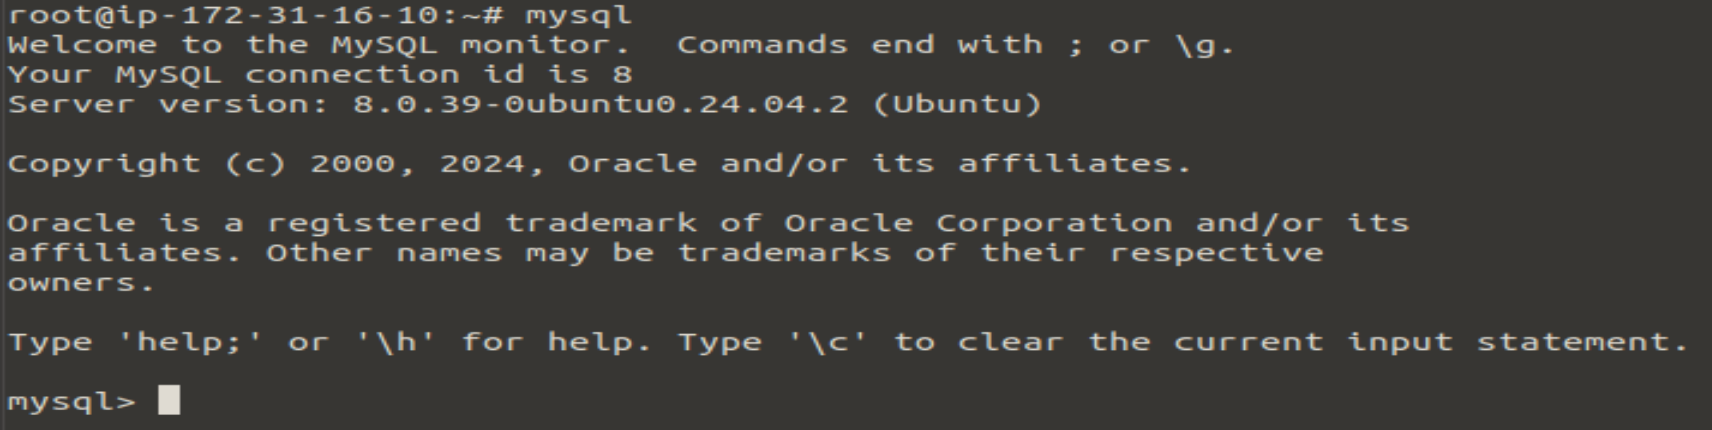 root@ip-172-31-16-10:~# mysql
Welcome to the MySQL monitor.  Commands end with ; or \g.
Your MySQL connection id is 8
Server version: 8.0.39-0ubuntu0.24.04.2 (Ubuntu)
Copyright (c) 2000, 2024, Oracle and/or its affiliates.
Oracle is a registered trademark of Oracle Corporation and/or its
affiliates. Other names may be trademarks of their respective
owners.
Type 'help;' or '\h' for help. Type '\c' to clear the current input statement.
mysql>